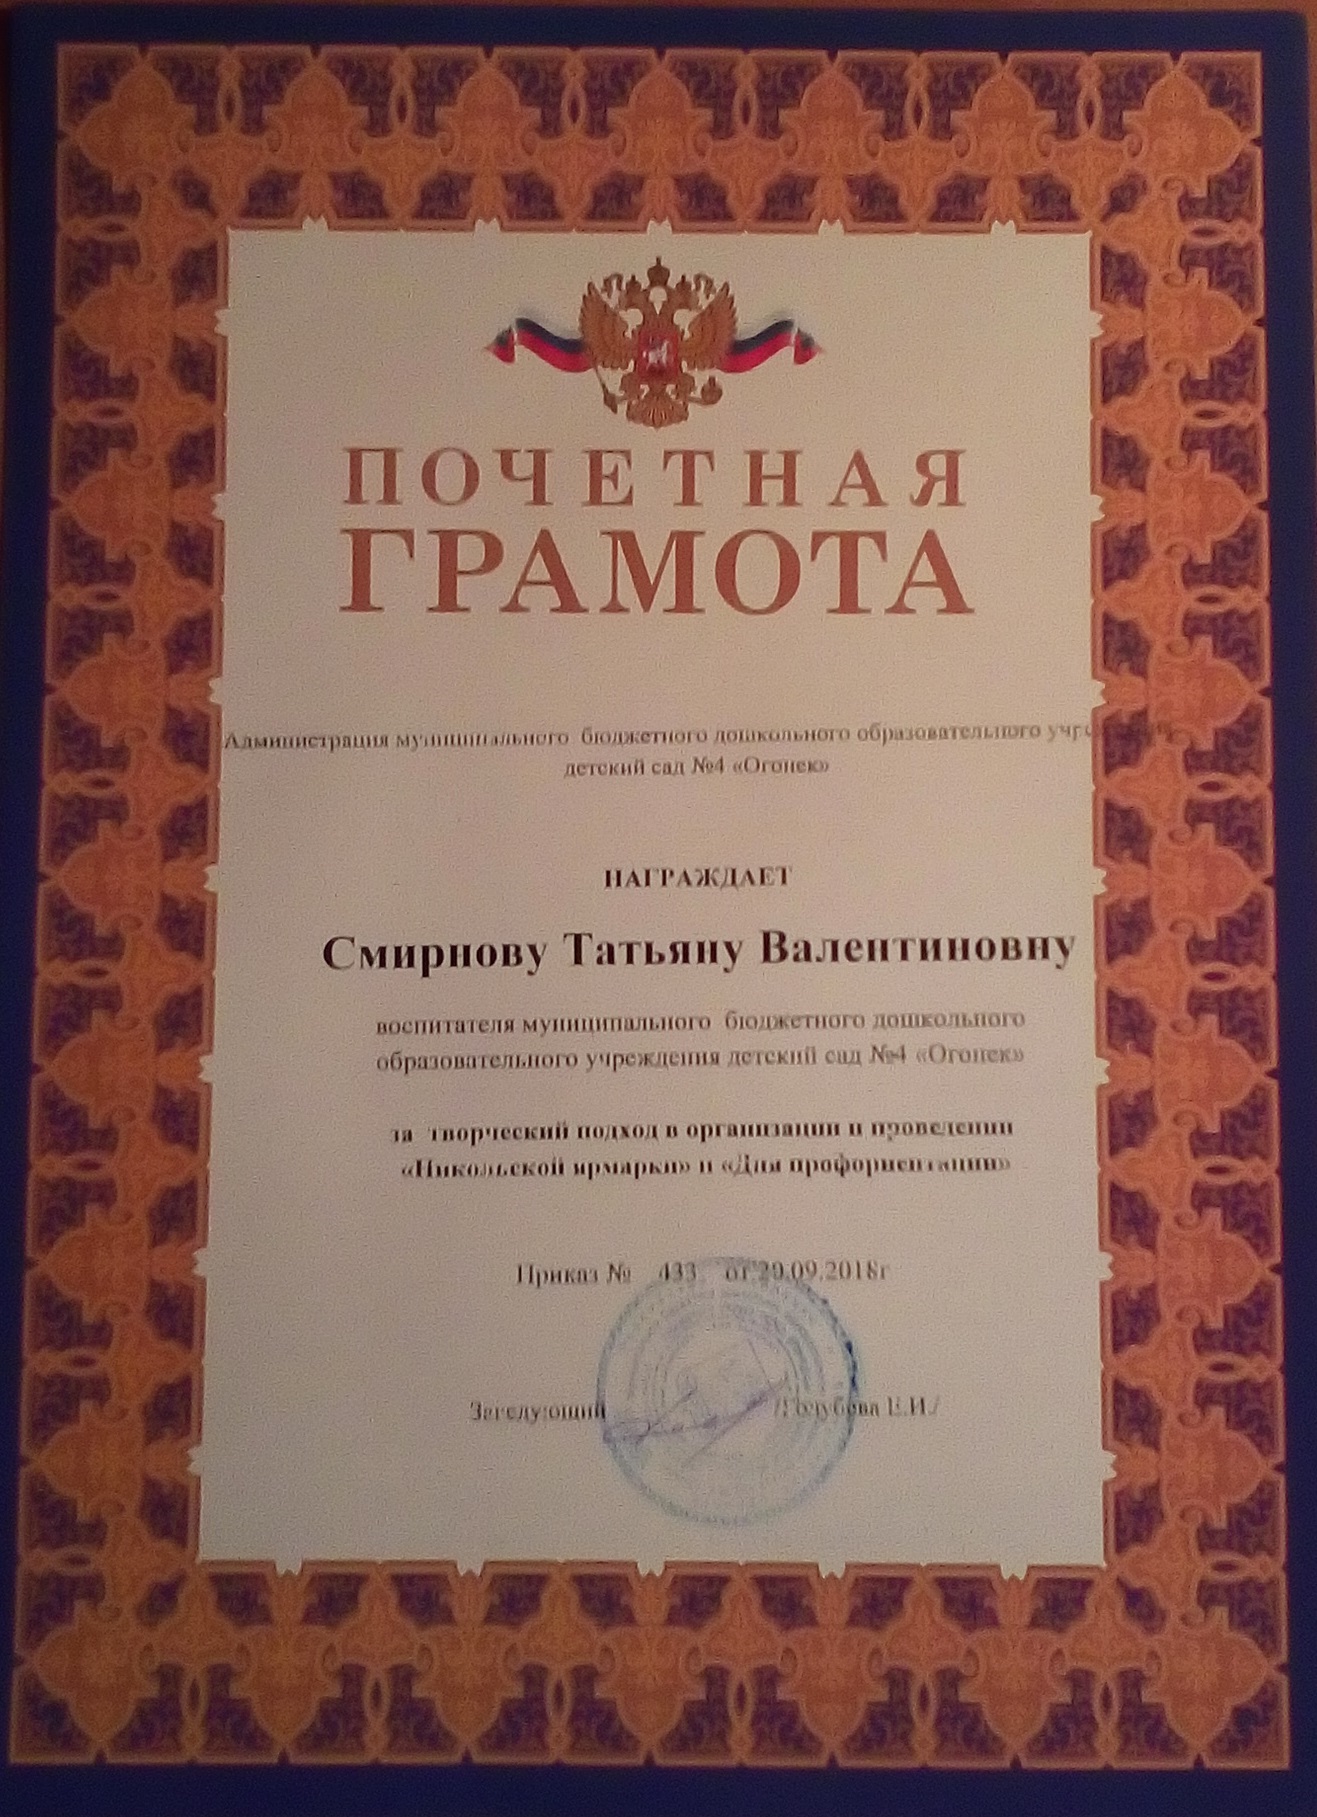 ПОЧЕТНАЯ
ГРАМОТА
Администрация муниципального бюджетного дошкольного образовательного
детский сад №4 «Огонек»
НАГРАЖДАЕТ
Смирнову Татьяну Валентиновну
воспитателя муниципального бюджетного дошкольного
образовательного учреждения детский сад №4 «Огонек»
за творческий подход в организации и проведении
«Никольской ярмарки» и «Дня профориентации»
Приказ № 433 от 20.09.2018г
Заведующий /Голубева Е.И./